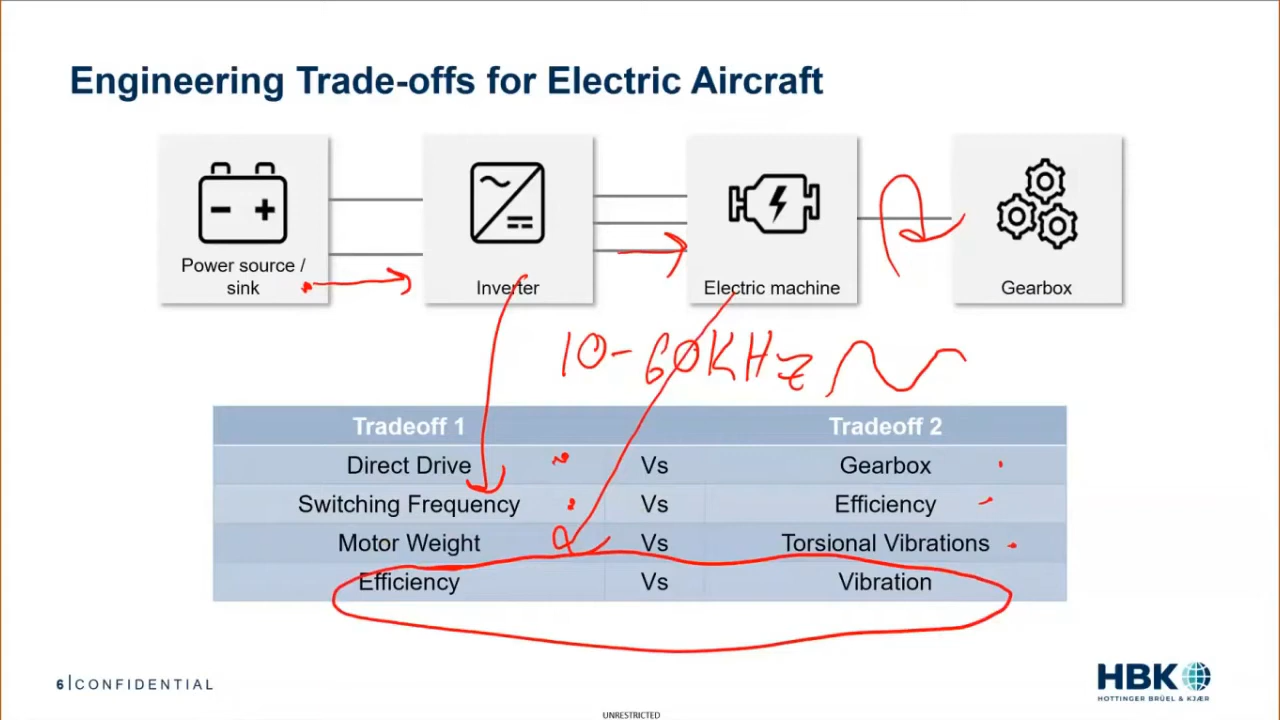 Engineering Trade-offs for Electric Aircraft
Power source /
sink
Inverter
Electric machine
Gearbox
10-60KHz
Tradeoff 1 Tradeoff 2
Direct Drive Vs Gearbox
Switching Frequency Vs Efficiency
Motor Weight Vs Torsional Vibrations
Efficiency Vs Vibration
6 | CONFIDENTIAL
HBK
HOTTINGER BRÜEL & KJÆR
UNRESTRICTED